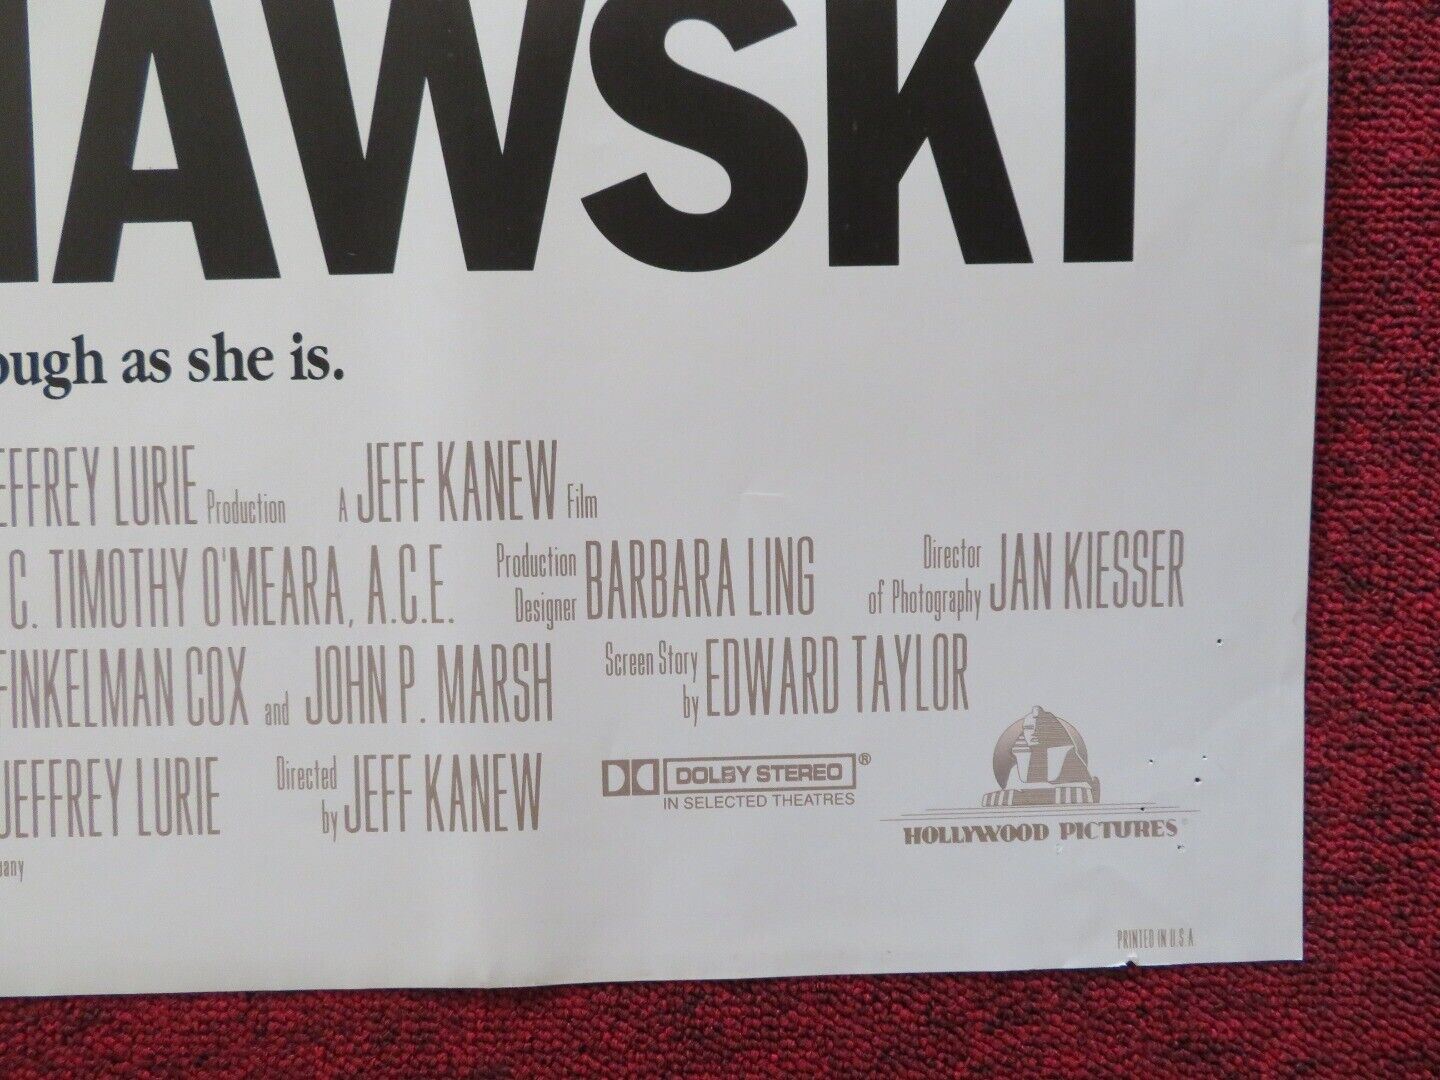 HAWSKI
ough as she is.
EFFREY LURIE Production A JEFF KANEW Film
C. TIMOTHY O'MEARA, A.C.E. Production Designer BARBARA LING Director of Photography JAN KIESSER
FINKELMAN COX and JOHN P. MARSH Screen Story by EDWARD TAYLOR
JEFFREY LURIE Directed by JEFF KANEW DOLBY STEREO ®
IN SELECTED THEATRES
HOLLYWOOD PICTURES
pany
PRINTED IN U.S.A